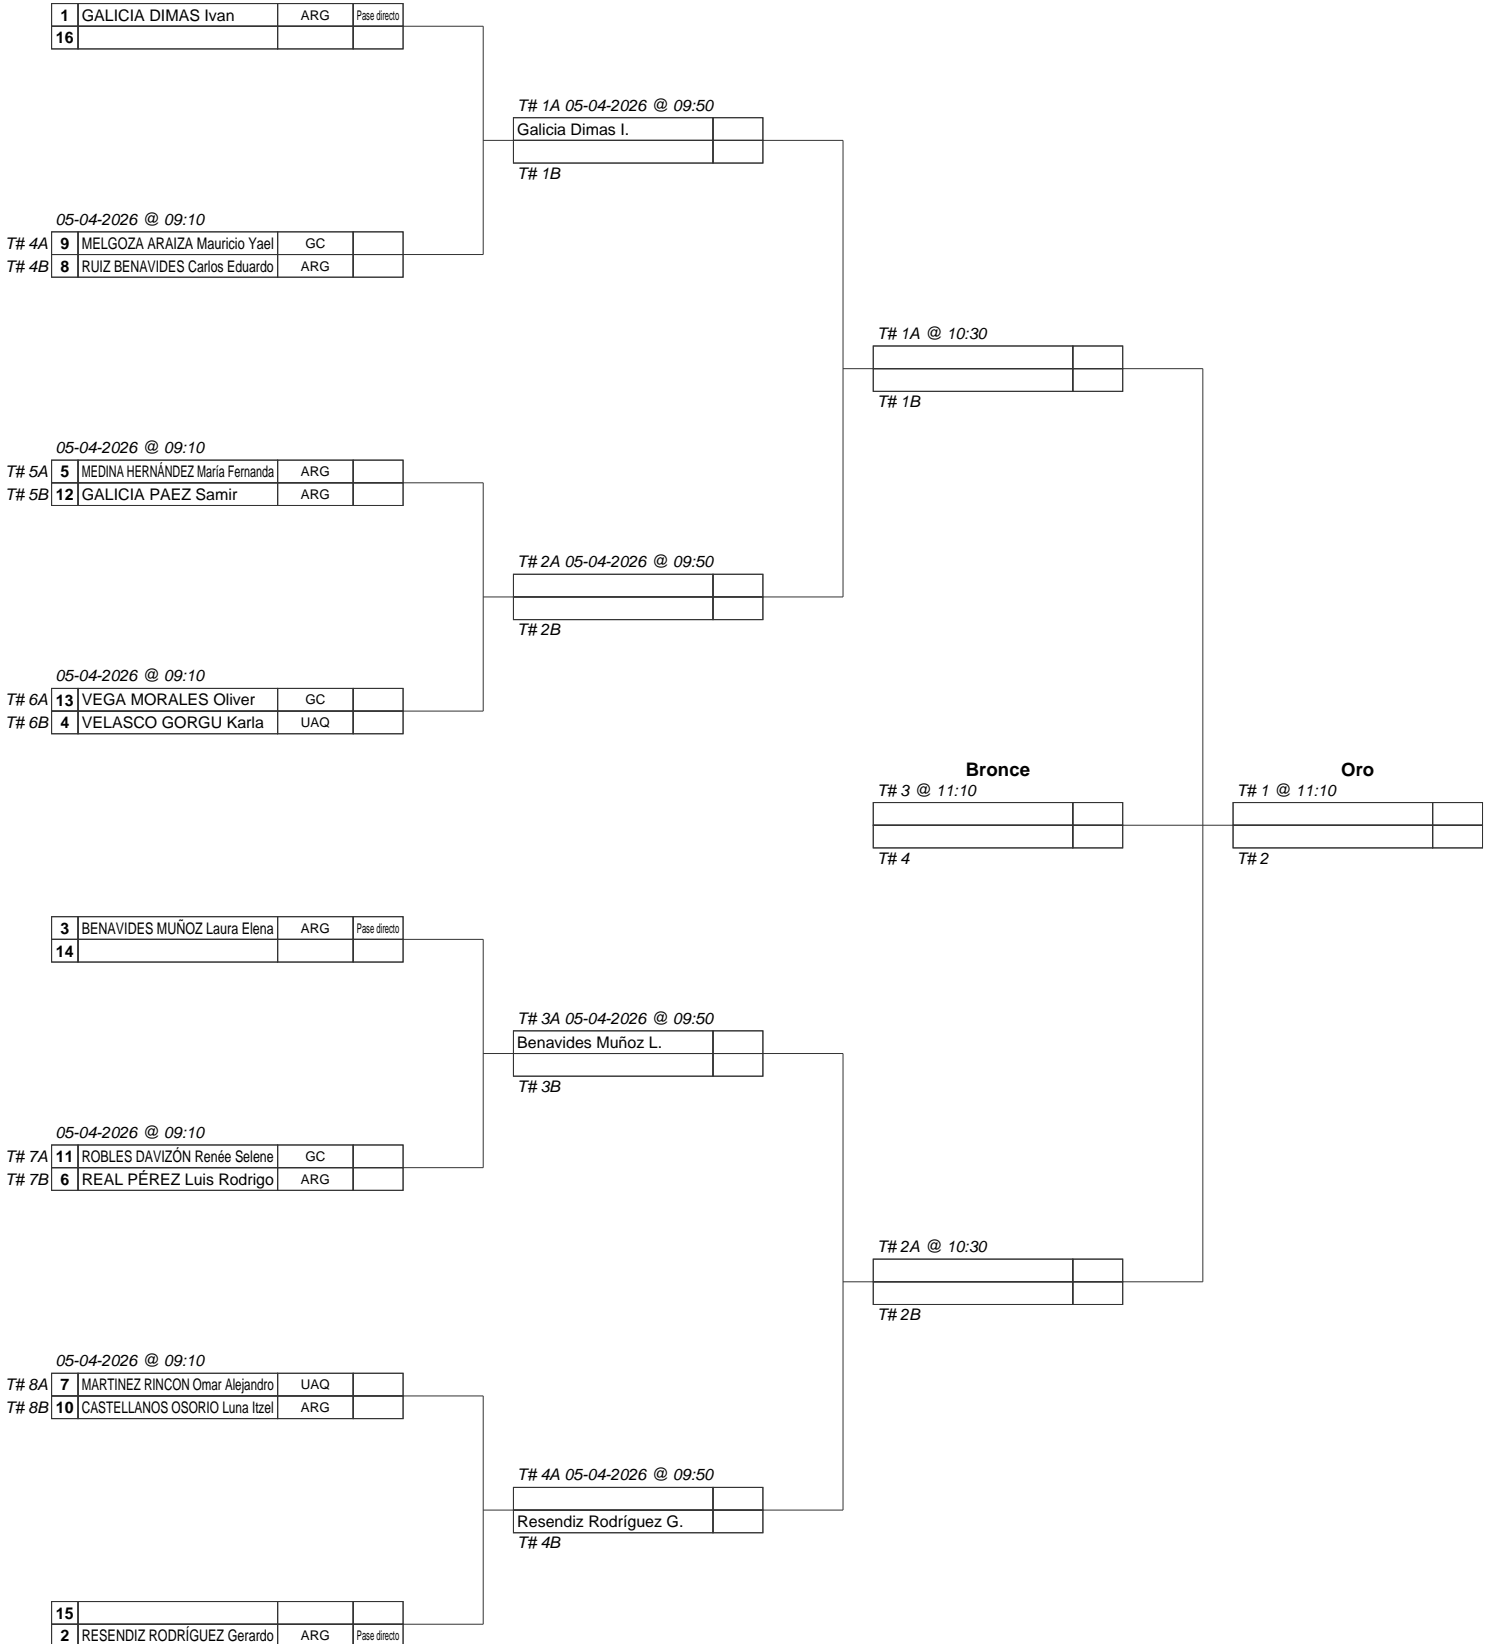 1 GALICIA DIMAS Ivan ARG Pase directo
16
T# 1A 05-04-2026 @ 09:50
Galicia Dimas I.
T# 1B
05-04-2026 @ 09:10
T# 4A 9 MELGOZA ARAIZA Mauricio Yael GC
T# 4B 8 RUIZ BENAVIDES Carlos Eduardo ARG
T# 1A @ 10:30
T# 1B
05-04-2026 @ 09:10
T# 5A 5 MEDINA HERNÁNDEZ María Fernanda ARG
T# 5B 12 GALICIA PAEZ Samir ARG
T# 2A 05-04-2026 @ 09:50
T# 2B
05-04-2026 @ 09:10
T# 6A 13 VEGA MORALES Oliver GC
T# 6B 4 VELASCO GORGU Karla UAQ
Bronce Oro
T# 3 @ 11:10 T# 1 @ 11:10
T# 4 T# 2
3 BENAVIDES MUÑOZ Laura Elena ARG Pase directo
14
T# 3A 05-04-2026 @ 09:50
Benavides Muñoz L.
T# 3B
05-04-2026 @ 09:10
T# 7A 11 ROBLES DAVIZÓN Renée Selene GC
T# 7B 6 REAL PÉREZ Luis Rodrigo ARG
T# 2A @ 10:30
T# 2B
05-04-2026 @ 09:10
T# 8A 7 MARTINEZ RINCON Omar Alejandro UAQ
T# 8B 10 CASTELLANOS OSORIO Luna Itzel ARG
T# 4A 05-04-2026 @ 09:50
Resendiz Rodríguez G.
T# 4B
15
2 RESENDIZ RODRÍGUEZ Gerardo ARG Pase directo